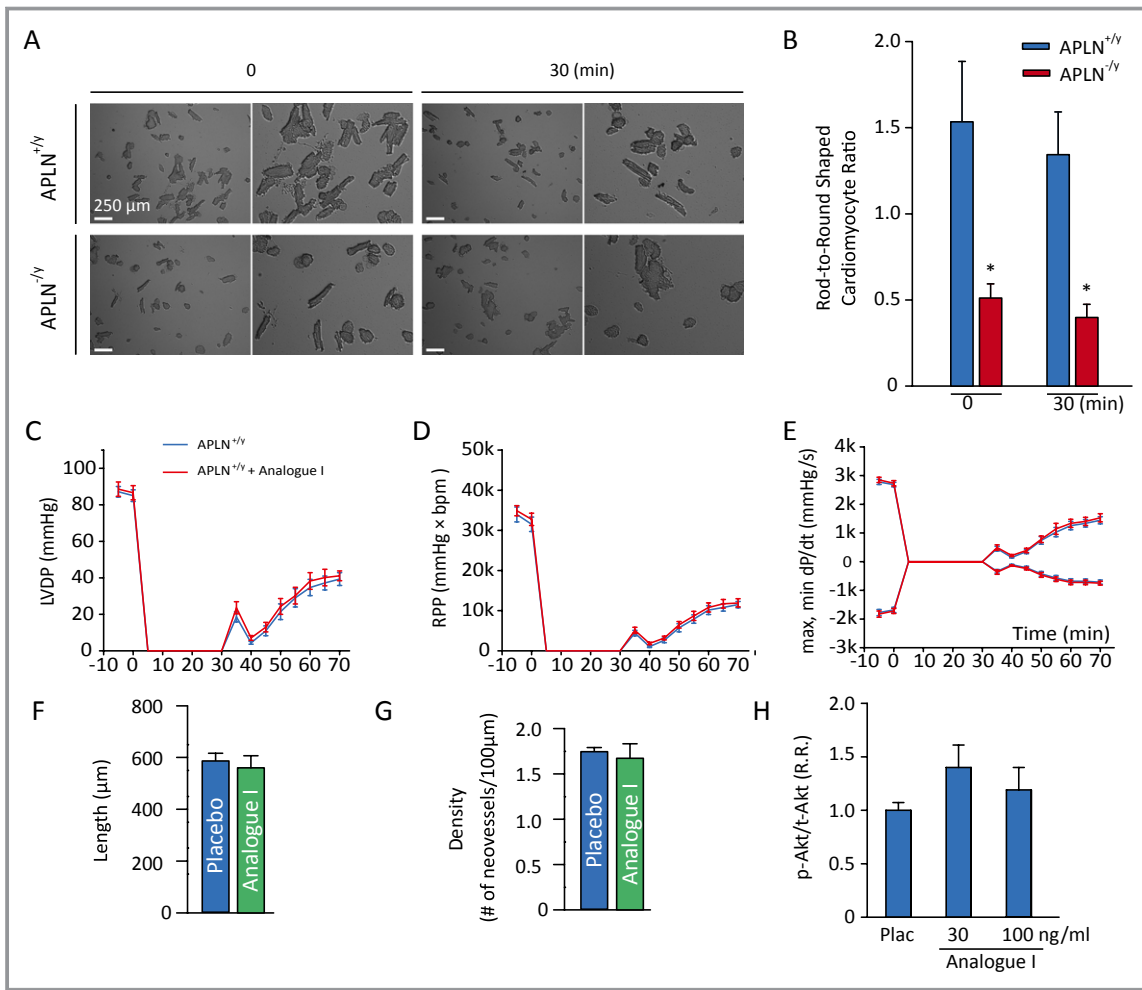 A
0
30 (min)
APLN+/y
250 µm
APLN-/y
B
APLN+/y
APLN-/y
Rod-to-Round Shaped
Cardiomyocyte Ratio
2.0
1.5
1.0
0.5
0
*
*
0
30 (min)
C
APLN+/y
APLN+/y + Analogue I
LVDP (mmHg)
100
80
60
40
20
0
-10 0 10 20 30 40 50 60 70
D
RPP (mmHg × bpm )
50k
40k
30k
20k
10k
0
-10 0 10 20 30 40 50 60 70
E
max, min dP/dt (mmHg/s)
3k
2k
1k
0
-1k
-2k
-3k
Time (min)
-10 0 10 20 30 40 50 60 70
F
Length (µm)
800
600
400
200
0
Placebo
Analogue I
G
Density
(# of neovessels/100µm)
2.0
1.5
1.0
0.5
0
Placebo
Analogue I
H
p-Akt/t-Akt (R.R.)
2.0
1.5
1.0
0.5
0
Plac 30 100 ng/ml
Analogue I